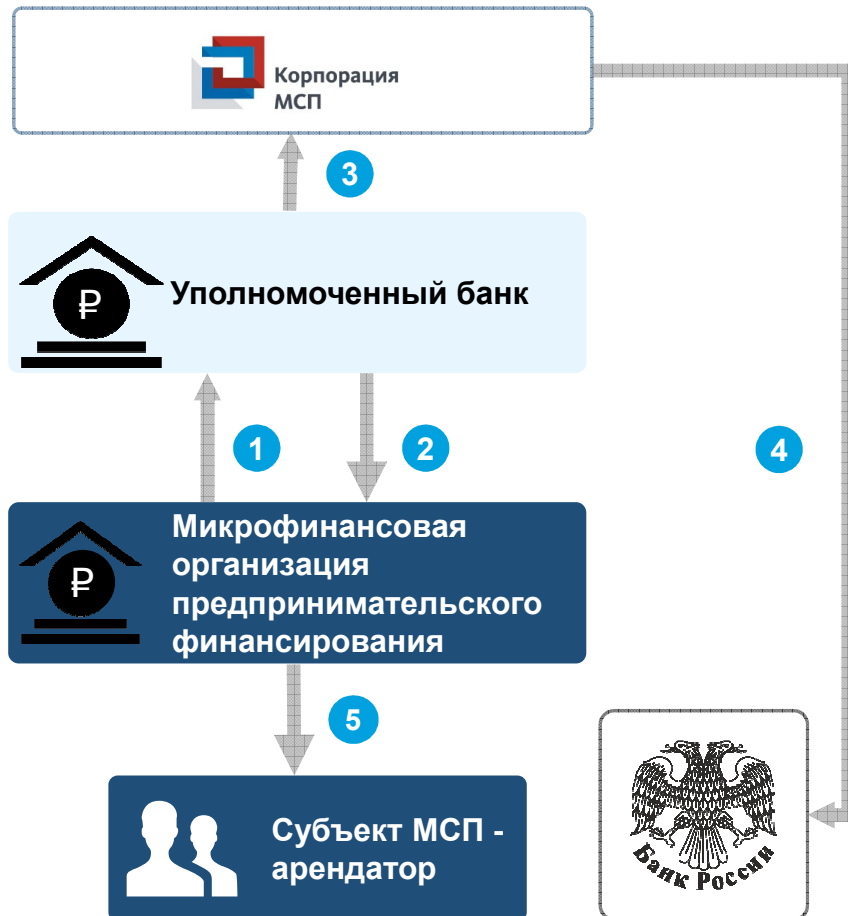 Корпорация
МСП
3
₽
Уполномоченный банк
1
2
4
₽
Микрофинансовая
организация
предпринимательского
финансирования
5
Субъект МСП -
арендатор
Банк России